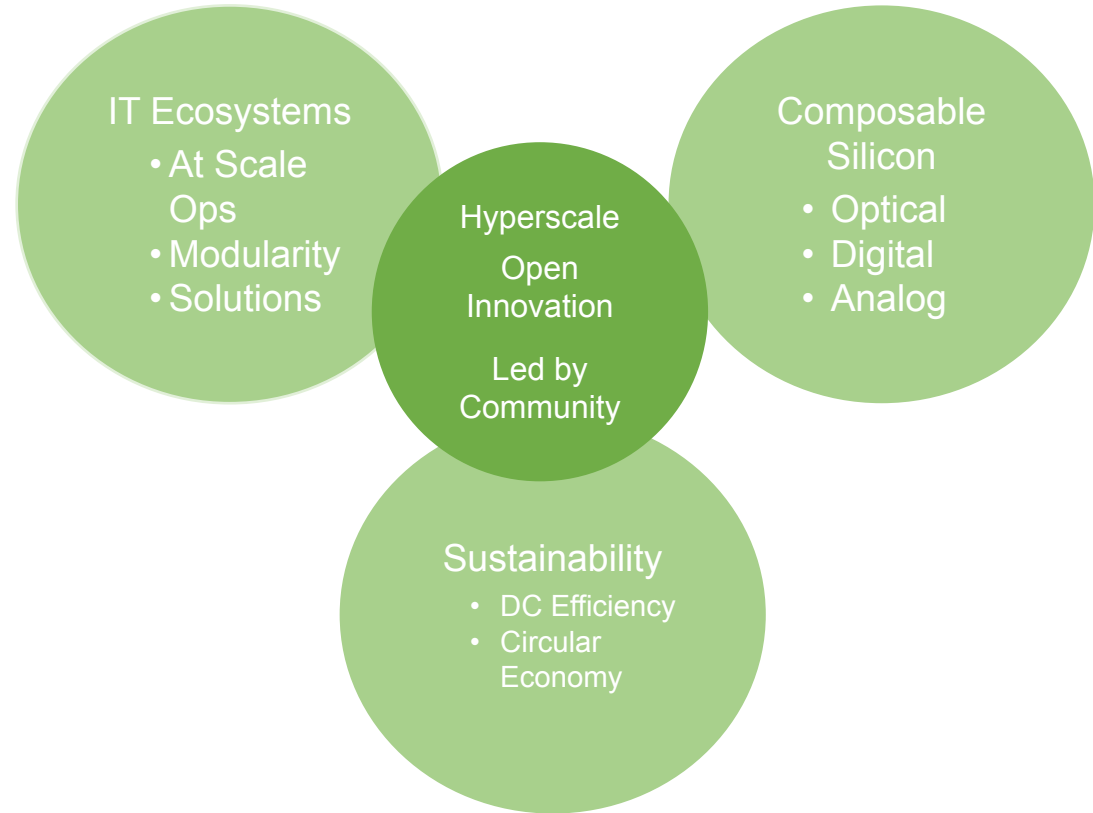 IT Ecosystems
• At Scale
Ops
• Modularity
• Solutions
Hyperscale
Open
Innovation
Led by
Community
Composable
Silicon
• Optical
• Digital
• Analog
Sustainability
• DC Efficiency
• Circular
Economy